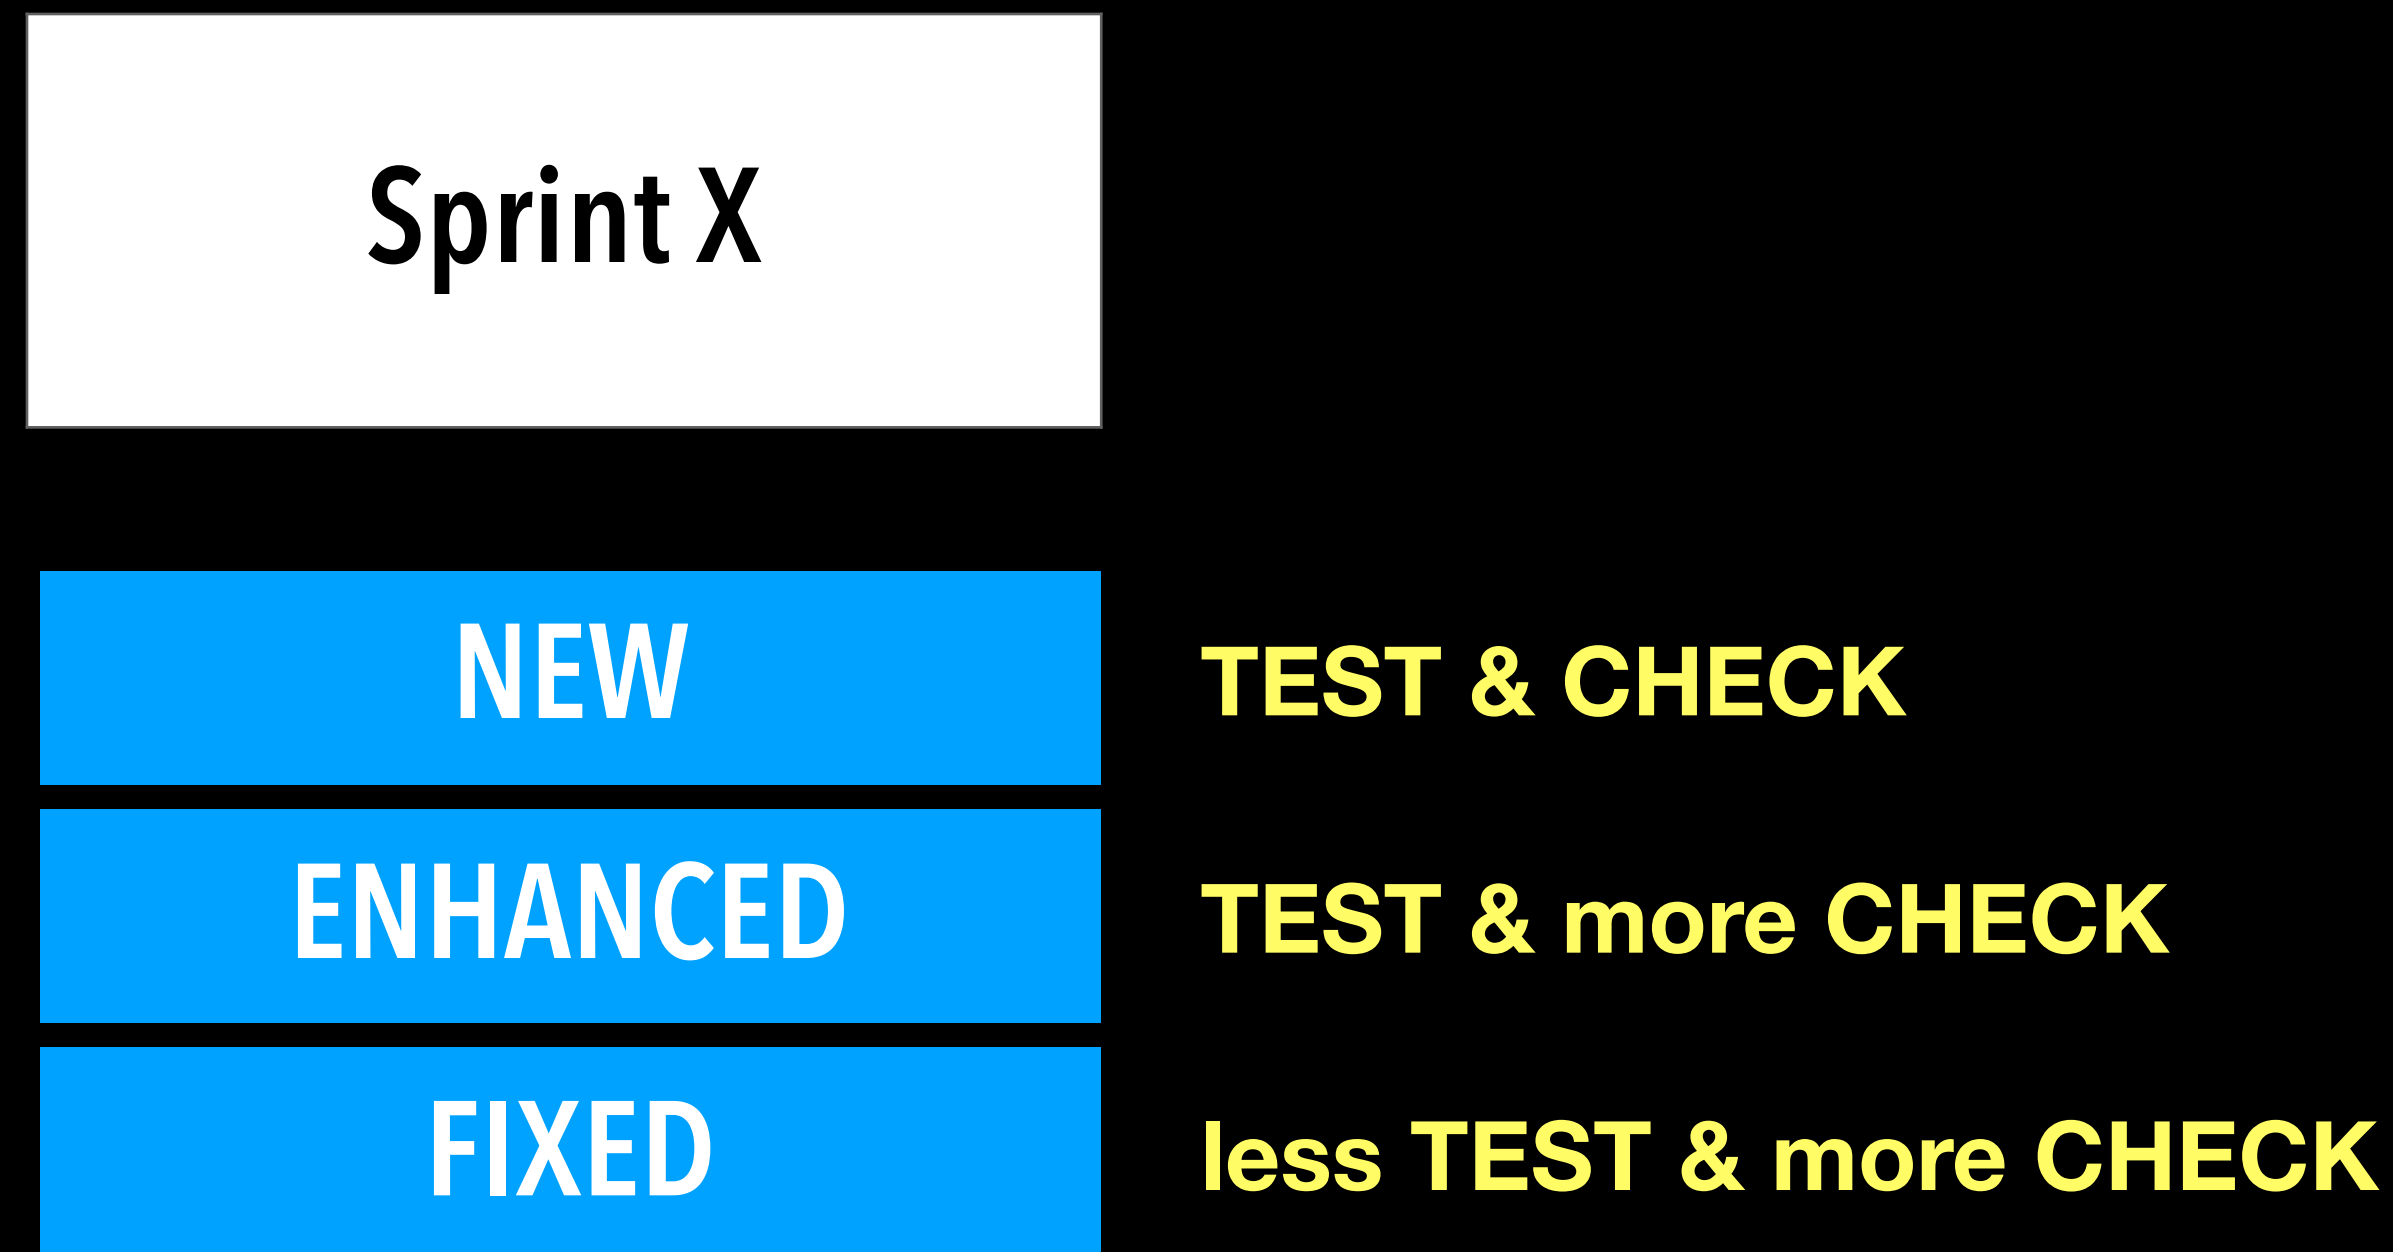 Sprint X
NEW
TEST & CHECK
ENHANCED
TEST & more CHECK
FIXED
less TEST & more CHECK